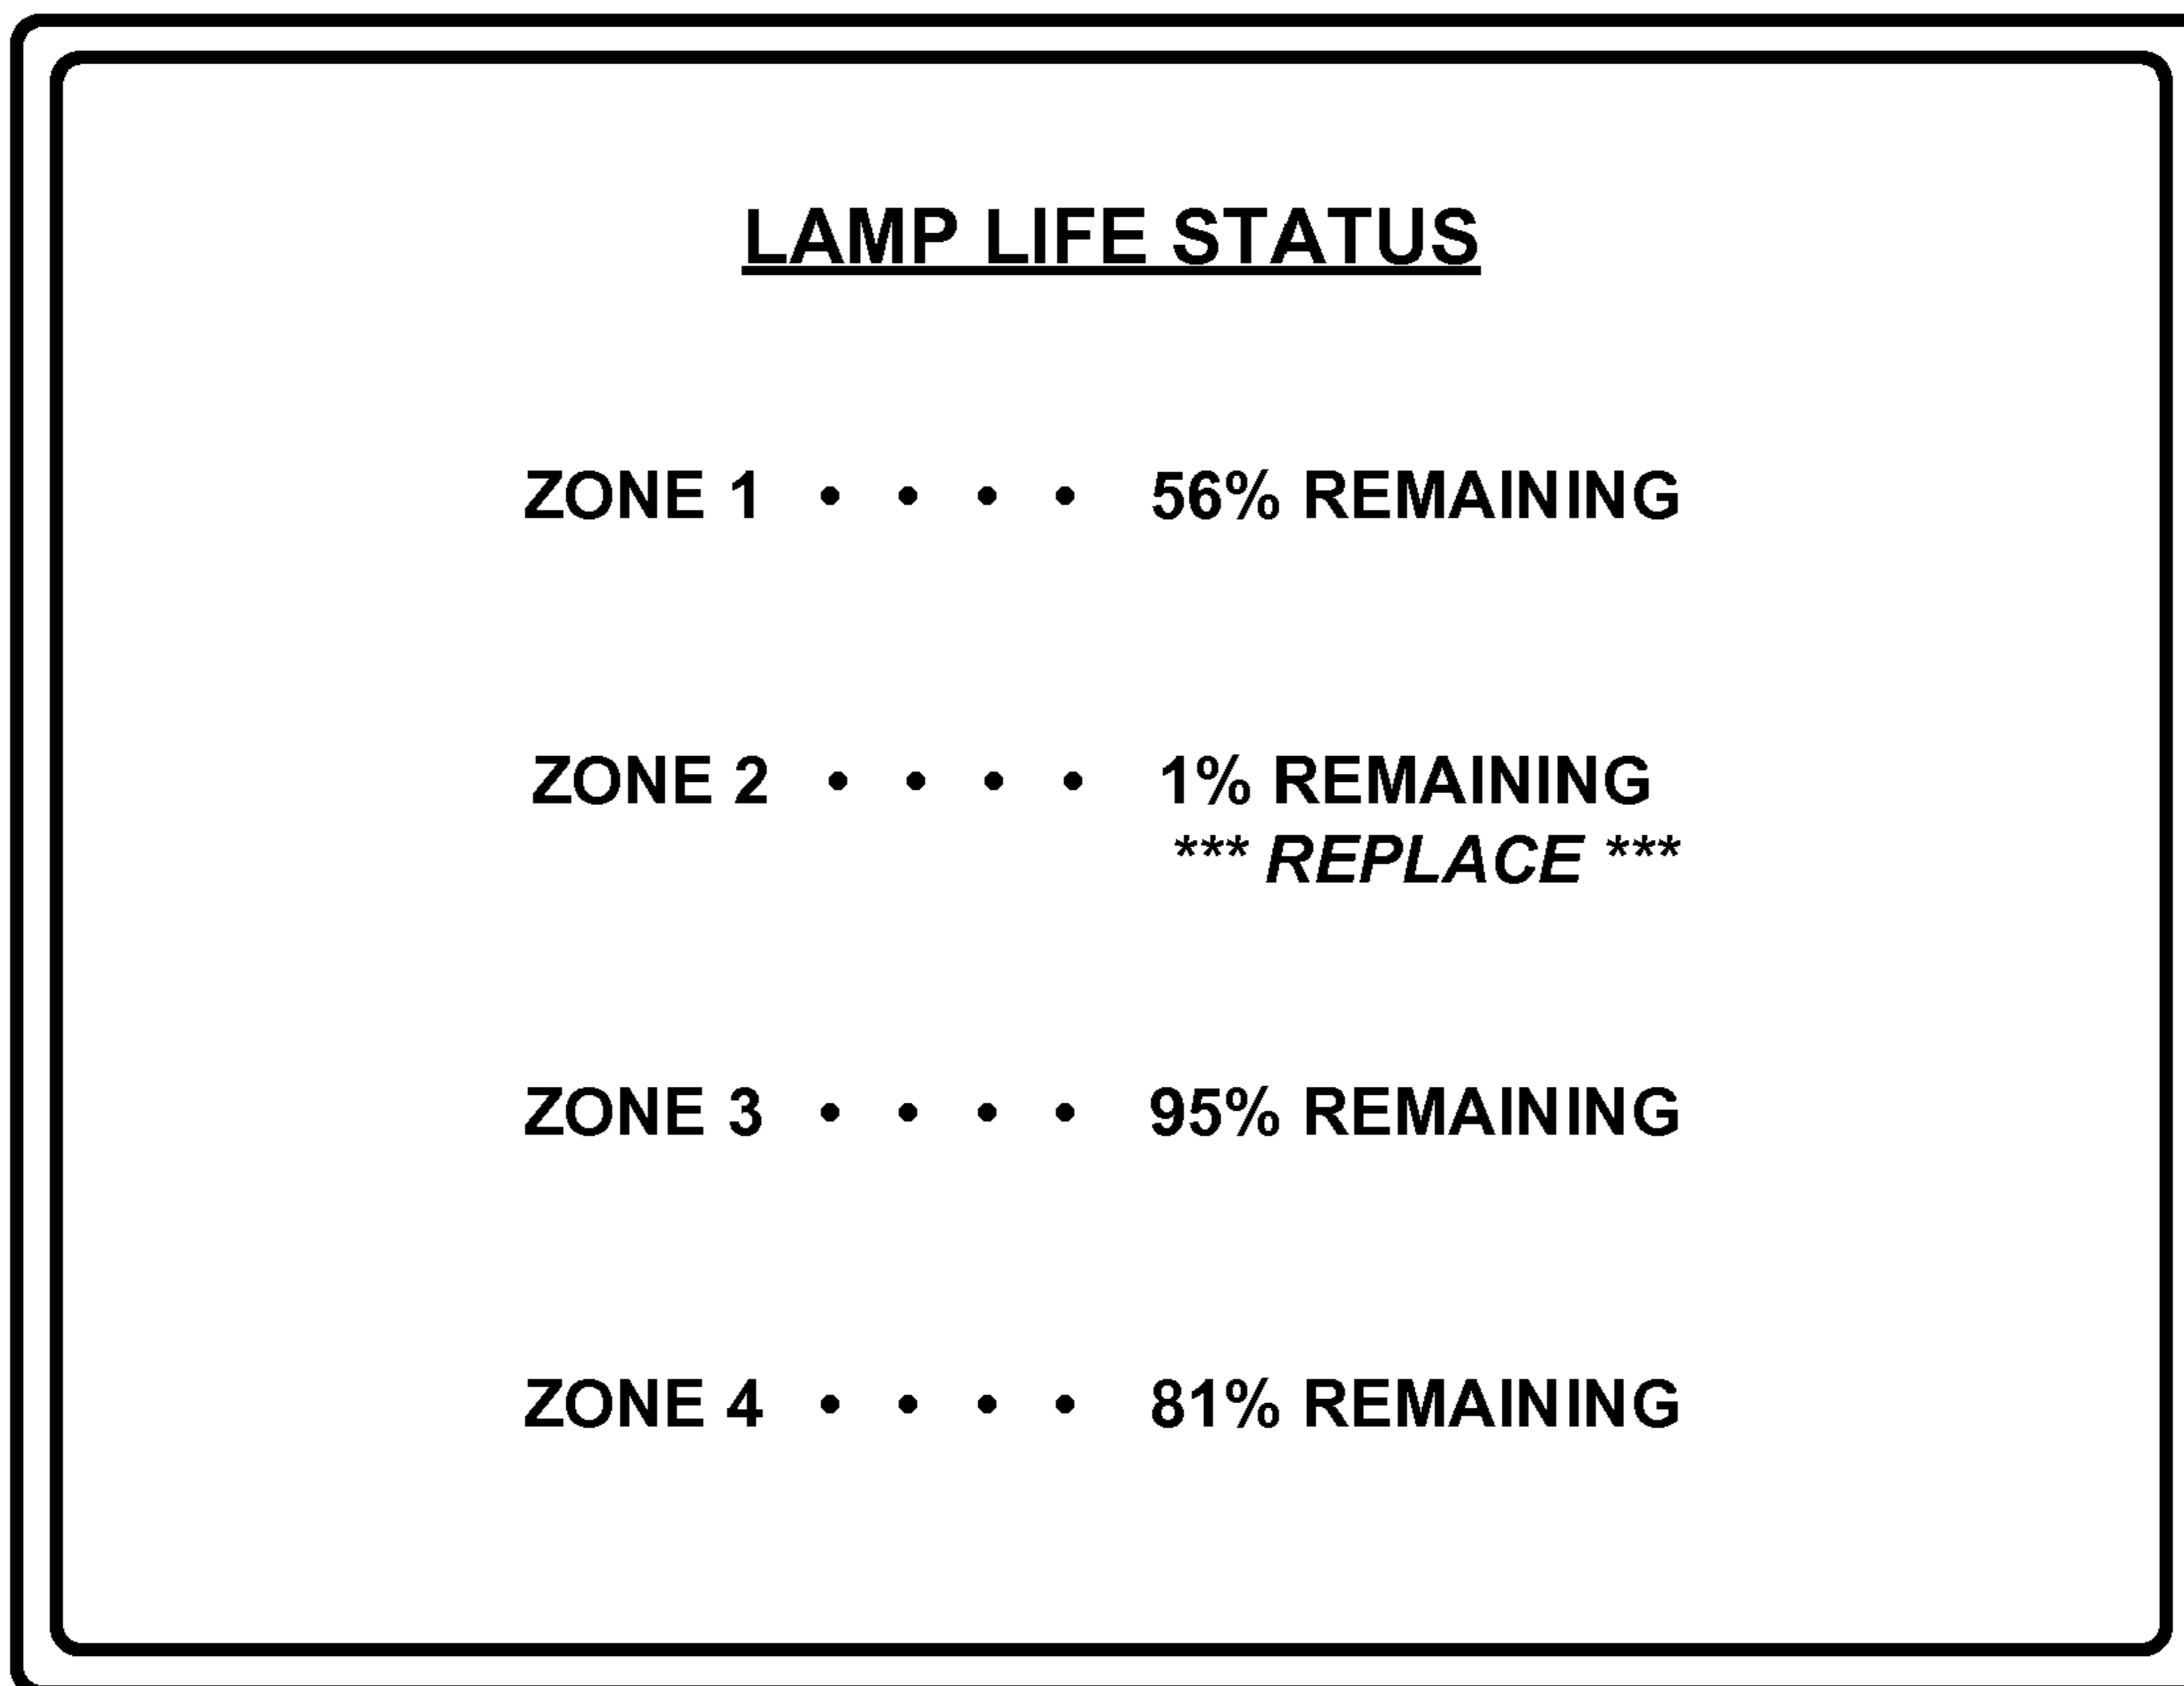 LAMP LIFE STATUS
ZONE 1 • • • • 56% REMAINING
ZONE 2 • • • • 1% REMAINING
*** REPLACE ***
ZONE 3 • • • • 95% REMAINING
ZONE 4 • • • • 81% REMAINING